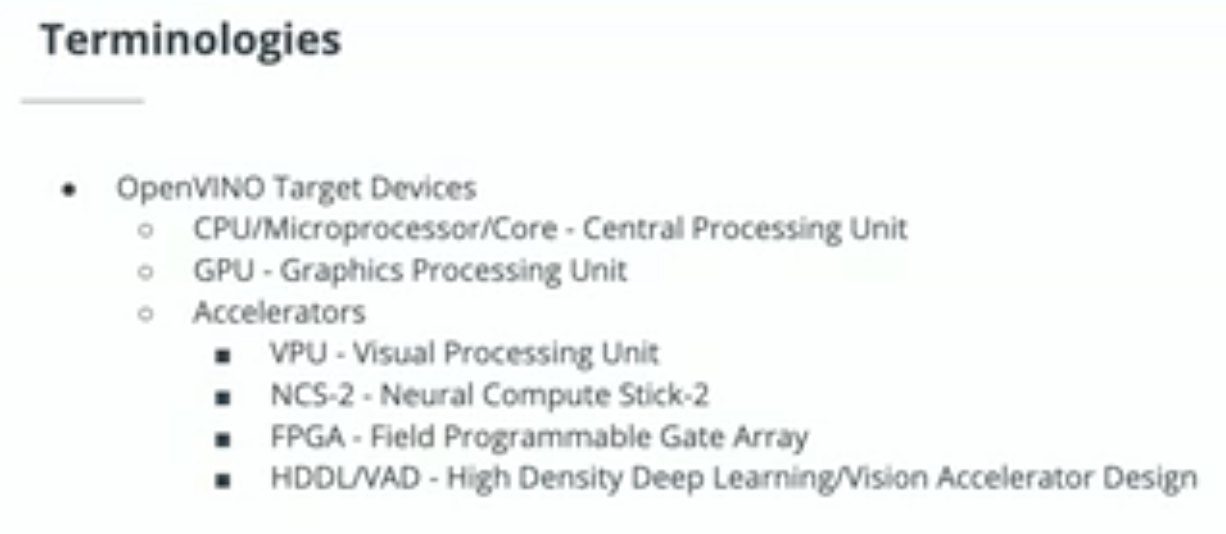 Terminologies
● OpenVINO Target Devices
○ CPU/Microprocessor/Core - Central Processing Unit
○ GPU - Graphics Processing Unit
○ Accelerators
■ VPU - Visual Processing Unit
■ NCS-2 - Neural Compute Stick-2
■ FPGA - Field Programmable Gate Array
■ HDDL/VAD - High Density Deep Learning/Vision Accelerator Design